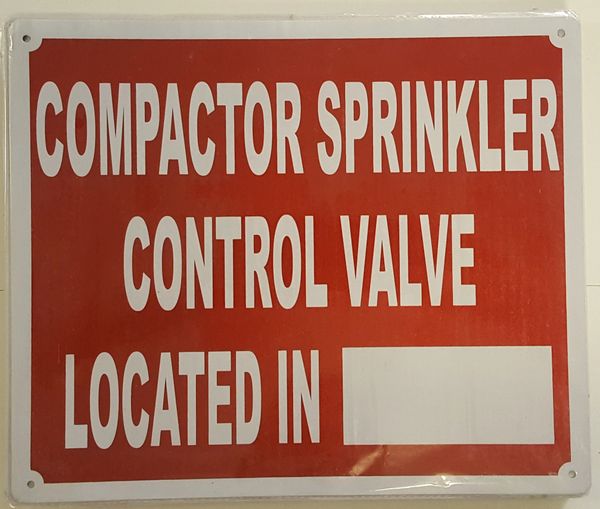 COMPACTOR SPRINKLER
CONTROL VALVE
LOCATED IN